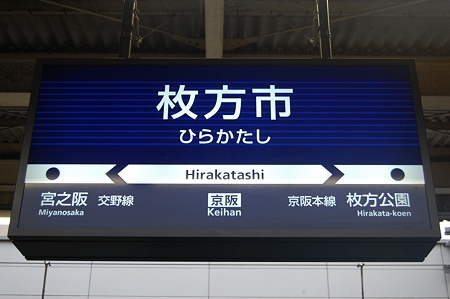 枚方市
ひらかたし
Hirakatashi
宮之阪 交野線 京阪 京阪本線 枚方公園
Miyanosaka Keihan Hirakata-koen